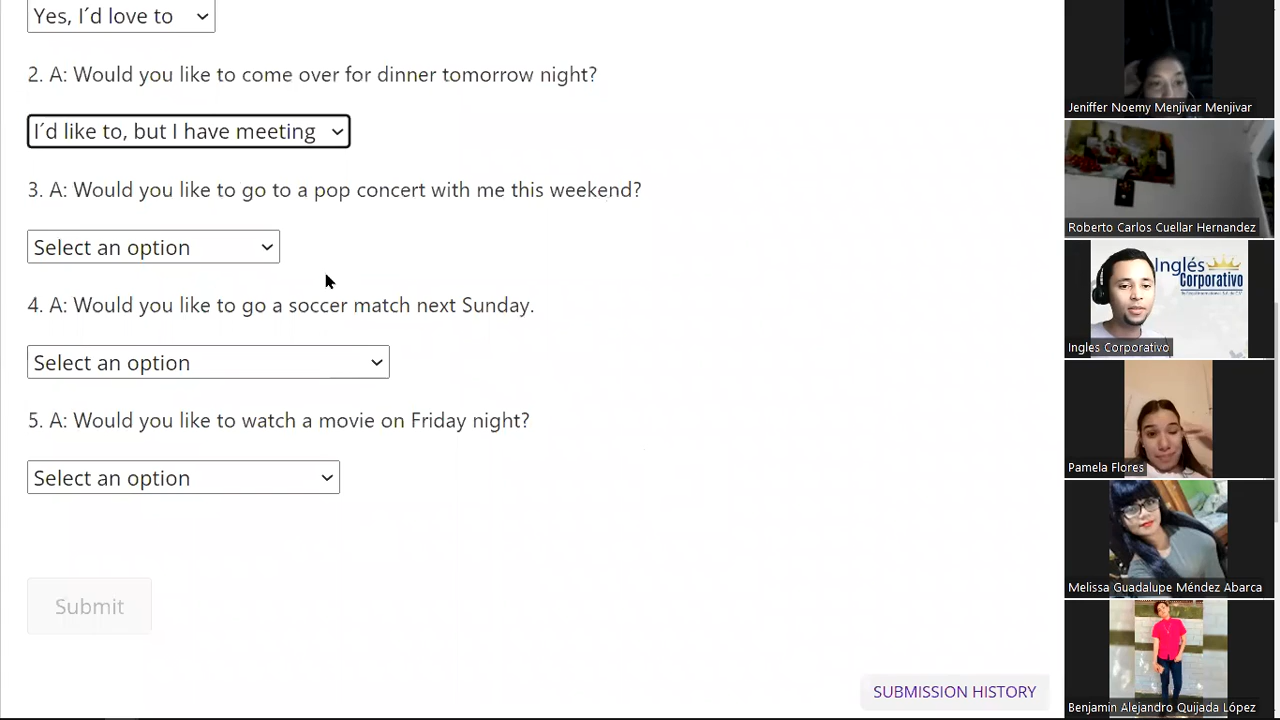 Yes, I´d love to
2. A: Would you like to come over for dinner tomorrow night?
I´d like to, but I have meeting
3. A: Would you like to go to a pop concert with me this weekend?
Select an option
4. A: Would you like to go a soccer match next Sunday.
Select an option
5. A: Would you like to watch a movie on Friday night?
Select an option
Submit
SUBMISSION HISTORY
Jeniffer Noemy Menjivar Menjivar
Roberto Carlos Cuellar Hernandez
Inglés
Corporativo
Ingles Corporativo
Pamela Flores
Melissa Guadalupe Méndez Abarca
Benjamin Alejandro Quijada López